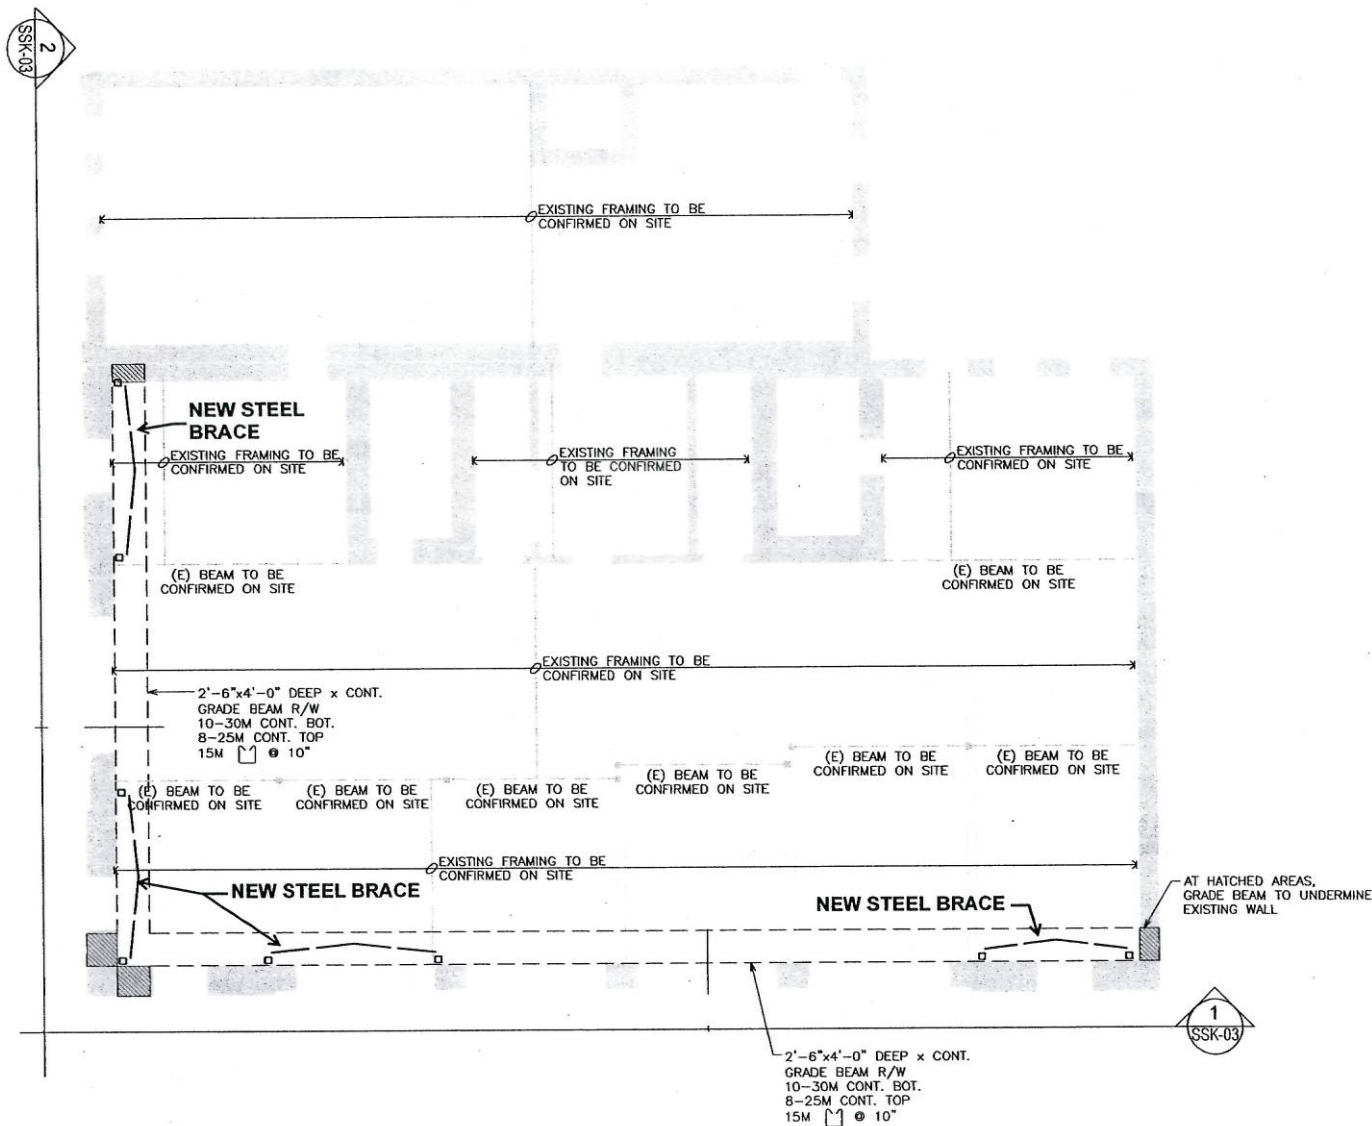 2
SSK-03
EXISTING FRAMING TO BE
CONFIRMED ON SITE
NEW STEEL
BRACE
EXISTING FRAMING TO BE
CONFIRMED ON SITE
EXISTING FRAMING
TO BE CONFIRMED
ON SITE
EXISTING FRAMING TO BE
CONFIRMED ON SITE
(E) BEAM TO BE
CONFIRMED ON SITE
(E) BEAM TO BE
CONFIRMED ON SITE
EXISTING FRAMING TO BE
CONFIRMED ON SITE
2'-6"x4'-0" DEEP x CONT.
GRADE BEAM R/W
10-30M CONT. BOT.
8-25M CONT. TOP
15M @ 10"
(E) BEAM TO BE
CONFIRMED ON SITE
(E) BEAM TO BE
CONFIRMED ON SITE
(E) BEAM TO BE
CONFIRMED ON SITE
(E) BEAM TO BE
CONFIRMED ON SITE
(E) BEAM TO BE
CONFIRMED ON SITE
(E) BEAM TO BE
CONFIRMED ON SITE
EXISTING FRAMING TO BE
CONFIRMED ON SITE
NEW STEEL BRACE
NEW STEEL BRACE
AT HATCHED AREAS,
GRADE BEAM TO UNDERMINE
EXISTING WALL
1
SSK-03
2'-6"x4'-0" DEEP x CONT.
GRADE BEAM R/W
10-30M CONT. BOT.
8-25M CONT. TOP
15M @ 10"